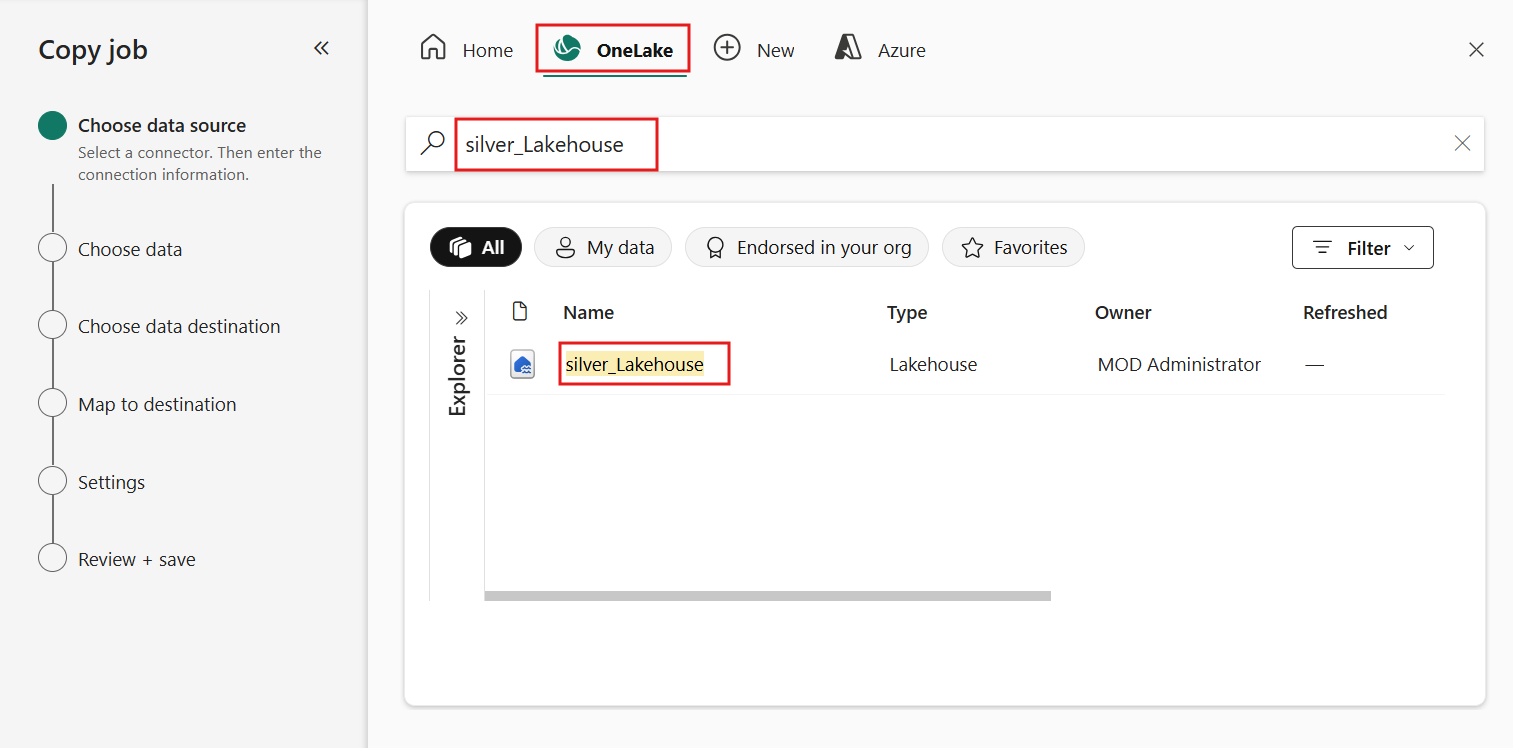 Copy job
Choose data source
Select a connector. Then enter the
connection information.
Choose data
Choose data destination
Map to destination
Settings
Review + save
Home
OneLake
New
Azure
silver_Lakehouse
All
My data
Endorsed in your org
Favorites
Filter
Explorer
Name Type Owner Refreshed
silver_Lakehouse Lakehouse MOD Administrator —